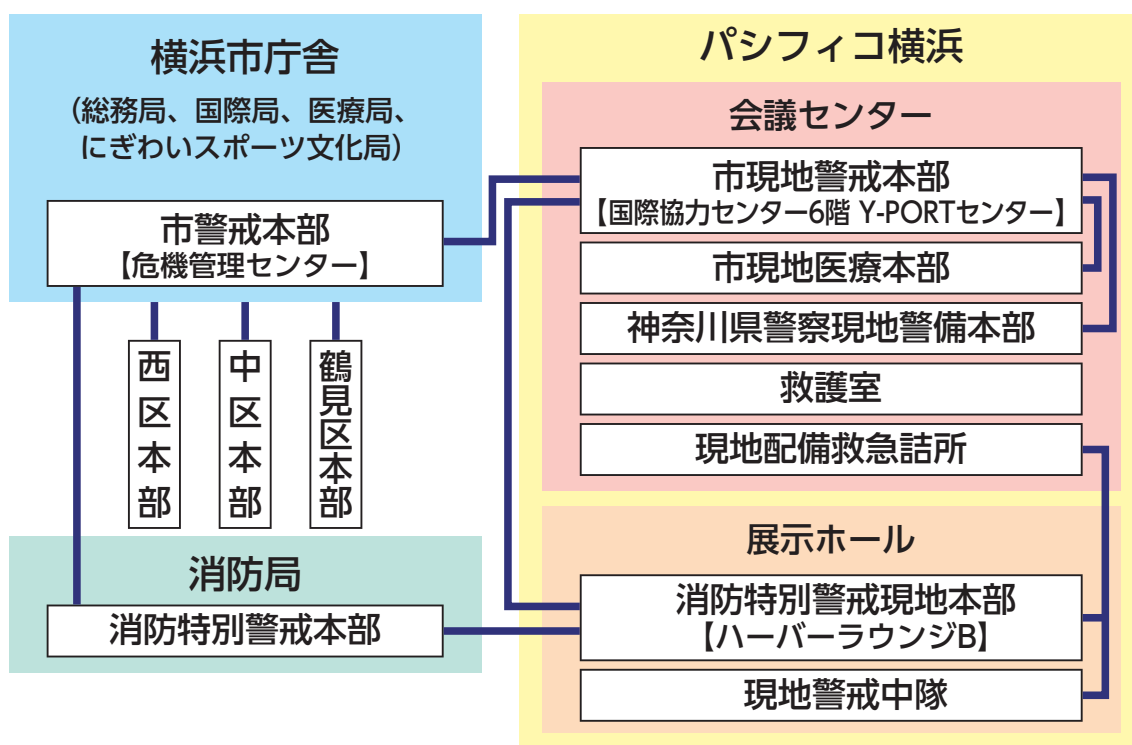 横浜市庁舎
（総務局、国際局、医療局、
にぎわいスポーツ文化局）
市警戒本部
【危機管理センター】
西区本部
中区本部
鶴見区本部
消防局
消防特別警戒本部
パシフィコ横浜
会議センター
市現地警戒本部
【国際協力センター6階 Y-PORTセンター】
市現地医療本部
神奈川県警察現地警備本部
救護室
現地配備救急詰所
展示ホール
消防特別警戒現地本部
【ハーバーラウンジB】
現地警戒中隊